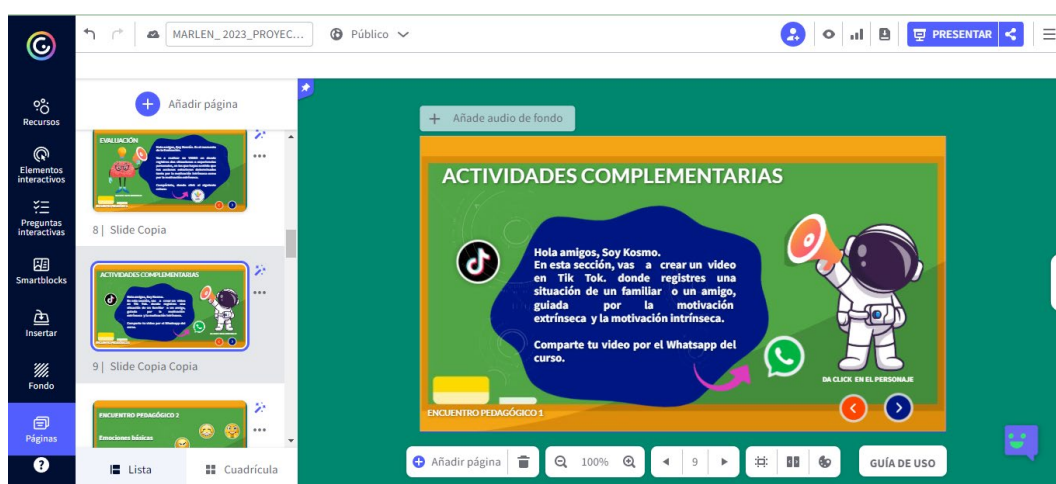 MARLEN_ 2023_PROYEC...
Público
PRESENTAR
Recursos
Elementos
interactivos
Preguntas
interactivas
Smartblocks
Insertar
Fondo
Páginas
?
+ Añadir página
EVALUACIÓN
8 | Slide Copia
ACTIVIDADES COMPLEMENTARIAS
9 | Slide Copia Copia
ENCUENTRO PEDAGÓGICO 2
Emociones básicas
Lista
Cuadrícula
+ Añade audio de fondo
ACTIVIDADES COMPLEMENTARIAS
Hola amigos, Soy Kosmo.
En esta sección, vas a crear un video
en Tik Tok. donde registres una
situación de un familiar o un amigo,
guiada por la motivación
extrínseca y la motivación intrínseca.
Comparte tu video por el Whatsapp del
curso.
DA CLICK EN EL PERSONAJE
ENCUENTRO PEDAGÓGICO 1
Añadir página
100%
9
GUÍA DE USO